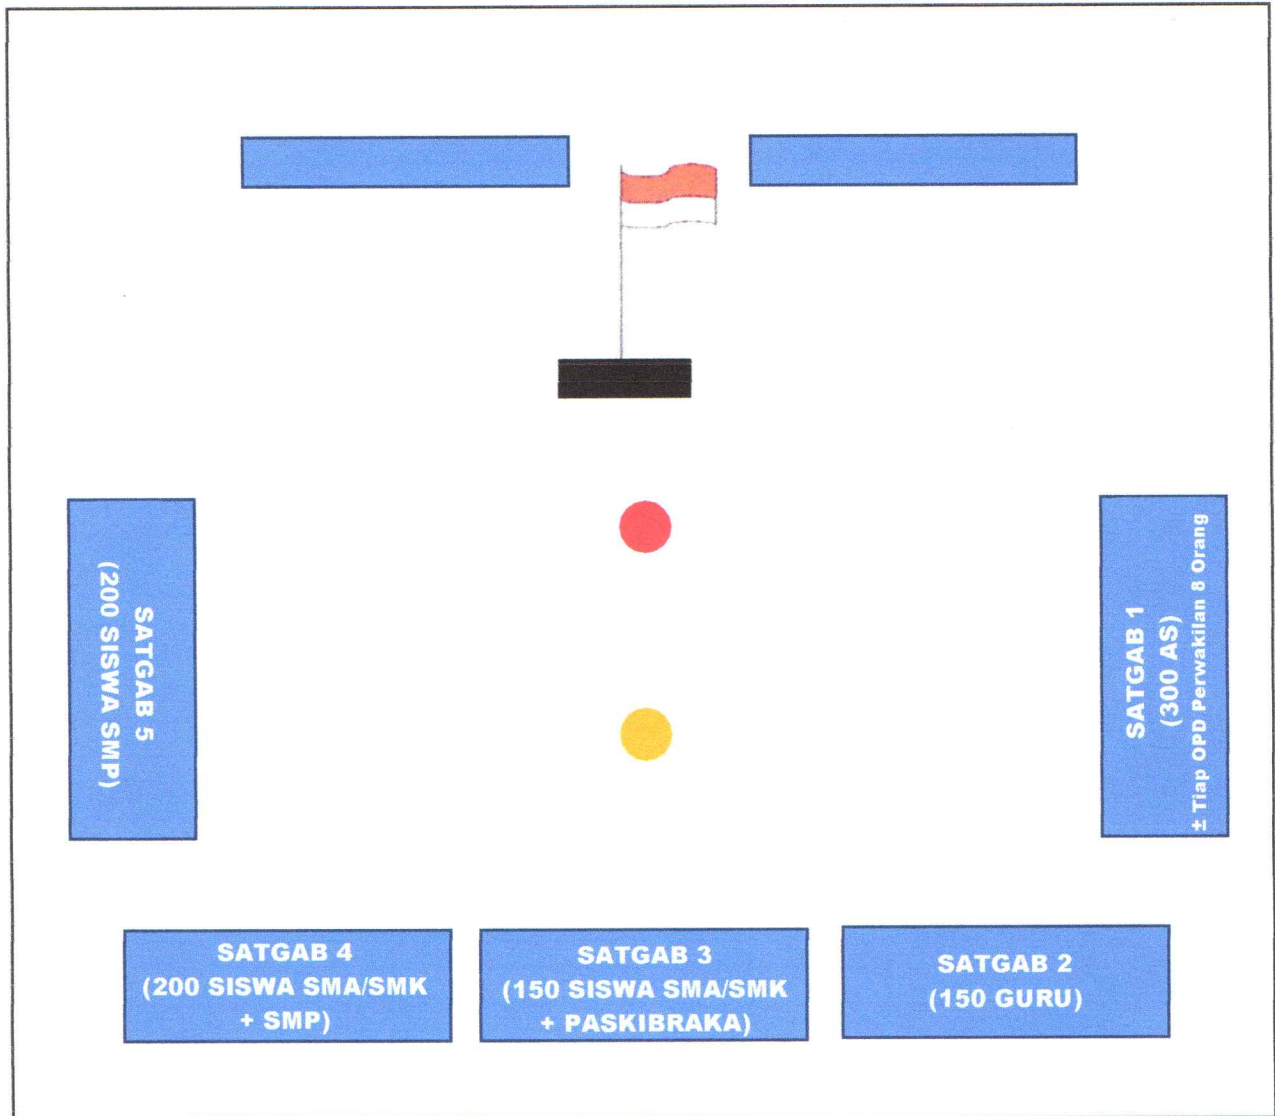 SATGAB 5
(200 SISWA SMP)
SATGAB 1
(300 AS)
± Tiap OPD Perwakilan 8 Orang
SATGAB 4
(200 SISWA SMA/SMK
+ SMP)
SATGAB 3
(150 SISWA SMA/SMK
+ PASKIBRAKA)
SATGAB 2
(150 GURU)